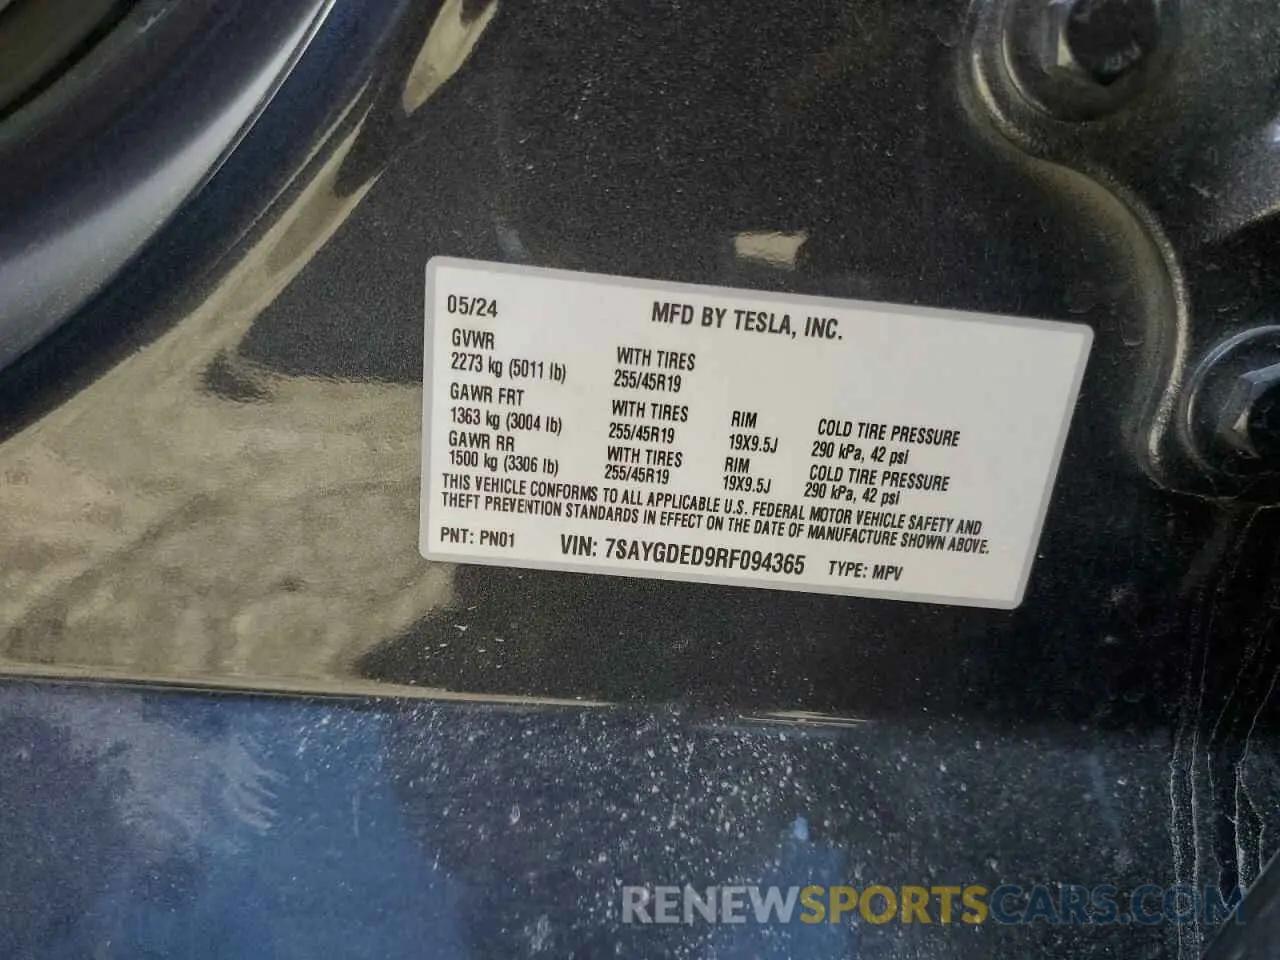 05/24 MFD BY TESLA, INC.
GVWR
2273 kg (5011 lb) WITH TIRES
255/45R19
GAWR FRT
1363 kg (3004 lb) WITH TIRES
255/45R19 RIM
19X9.5J COLD TIRE PRESSURE
290 kPa, 42 psi
GAWR RR
1500 kg (3306 lb) WITH TIRES
255/45R19 RIM
19X9.5J COLD TIRE PRESSURE
290 kPa, 42 psi
THIS VEHICLE CONFORMS TO ALL APPLICABLE U.S. FEDERAL MOTOR VEHICLE SAFETY AND
THEFT PREVENTION STANDARDS IN EFFECT ON THE DATE OF MANUFACTURE SHOWN ABOVE.
PNT: PN01 VIN: 7SAYGDED9RF094365 TYPE: MPV
RENEWSPORTSCARS.COM